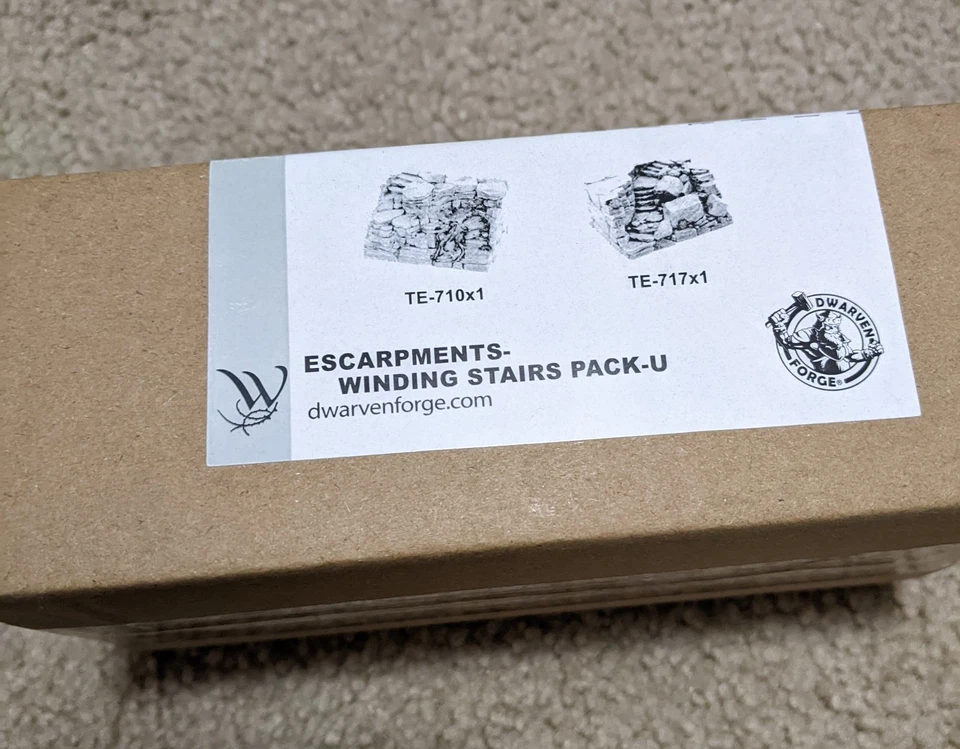 TE-710x1
TE-717x1
DWARVEN
FORGE®
ESCARPMENTS-
WINDING STAIRS PACK-U
W
dwarvenforge.com